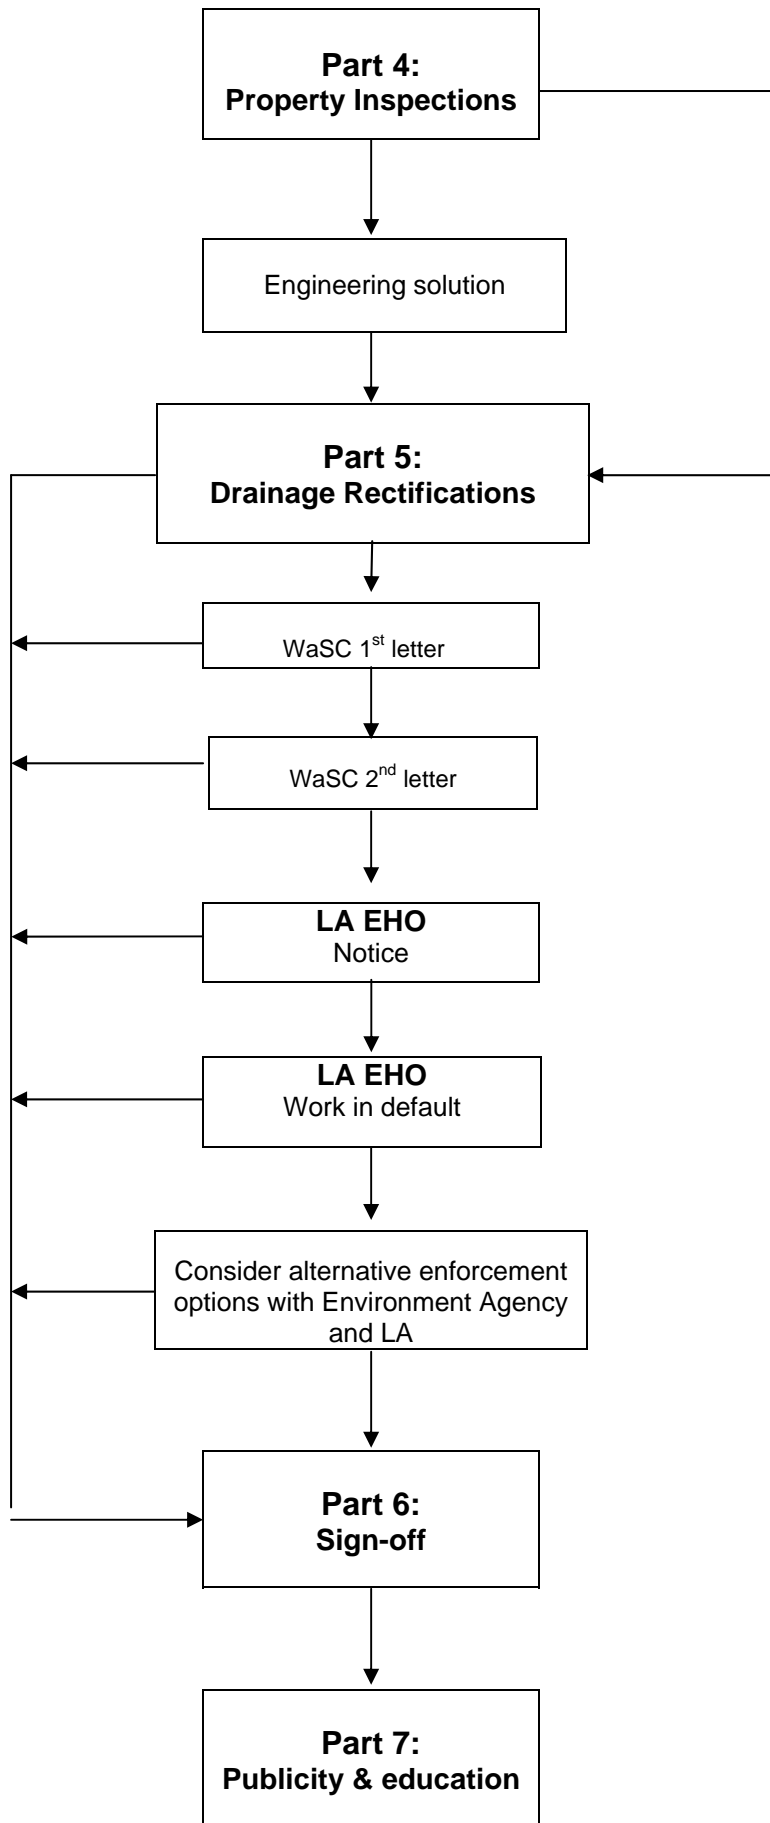 Part 4:
Property Inspections
Engineering solution
Part 5:
Drainage Rectifications
WaSC 1st letter
WaSC 2nd letter
LA EHO
Notice
LA EHO
Work in default
Consider alternative enforcement
options with Environment Agency
and LA
Part 6:
Sign-off
Part 7:
Publicity & education